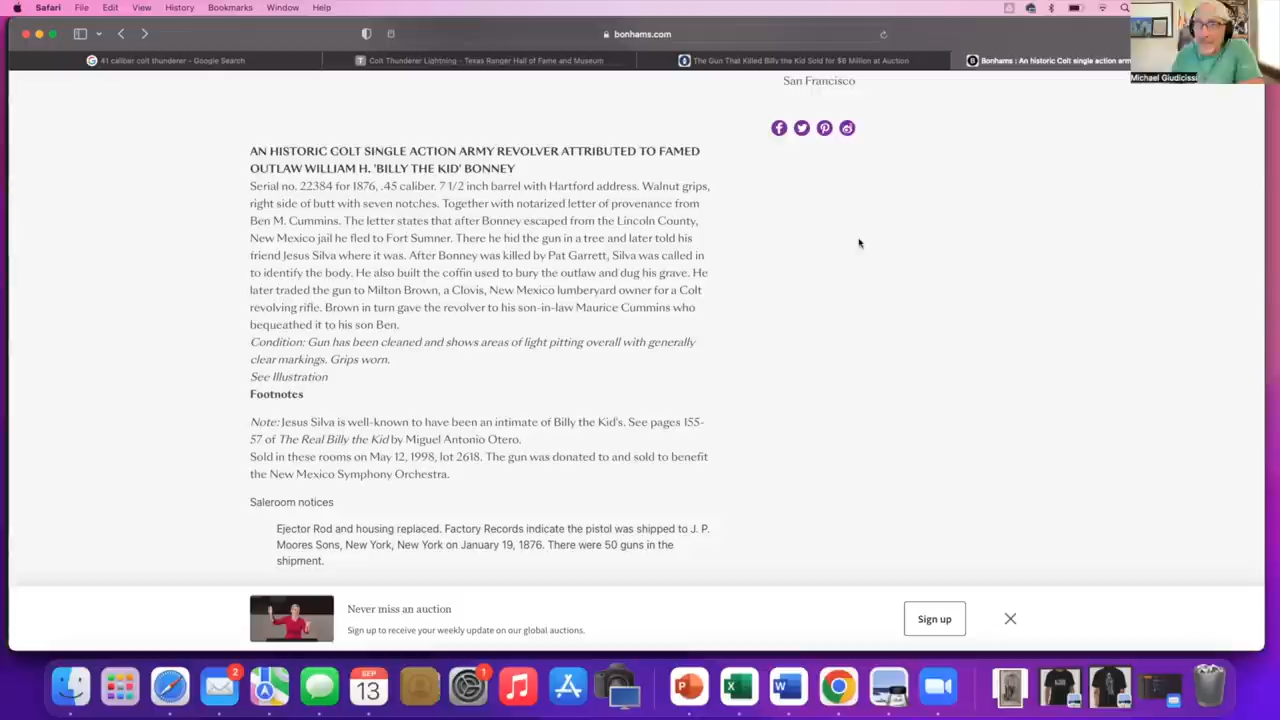 Safari File Edit View History Bookmarks Window Help
bonhams.com
41 caliber colt thunderer - Google Search
Colt Thunderer Lightning - Texas Ranger Hall of Fame and Museum
The Gun That Killed Billy the Kid Sold for $6 Million at Auction
Bonhams : An historic Colt single action arm
Michael Giudicissi
San Francisco
AN HISTORIC COLT SINGLE ACTION ARMY REVOLVER ATTRIBUTED TO FAMED
OUTLAW WILLIAM H. 'BILLY THE KID' BONNEY
Serial no. 22384 for 1876, .45 caliber. 7 1/2 inch barrel with Hartford address. Walnut grips,
right side of butt with seven notches. Together with notarized letter of provenance from
Ben M. Cummins. The letter states that after Bonney escaped from the Lincoln County,
New Mexico jail he fled to Fort Sumner. There he hid the gun in a tree and later told his
friend Jesus Silva where it was. After Bonney was killed by Pat Garrett, Silva was called in
to identify the body. He also built the coffin used to bury the outlaw and dug his grave. He
later traded the gun to Milton Brown, a Clovis, New Mexico lumberyard owner for a Colt
revolving rifle. Brown in turn gave the revolver to his son-in-law Maurice Cummins who
bequeathed it to his son Ben.
Condition: Gun has been cleaned and shows areas of light pitting overall with generally
clear markings. Grips worn.
See Illustration
Footnotes
Note: Jesus Silva is well-known to have been an intimate of Billy the Kid's. See pages 155-
57 of The Real Billy the Kid by Miguel Antonio Otero.
Sold in these rooms on May 12, 1998, lot 2618. The gun was donated to and sold to benefit
the New Mexico Symphony Orchestra.
Saleroom notices
Ejector Rod and housing replaced. Factory Records indicate the pistol was shipped to J. P.
Moores Sons, New York, New York on January 19, 1876. There were 50 guns in the
shipment.
Never miss an auction
Sign up to receive your weekly update on our global auctions.
Sign up
2
SEP
13
1